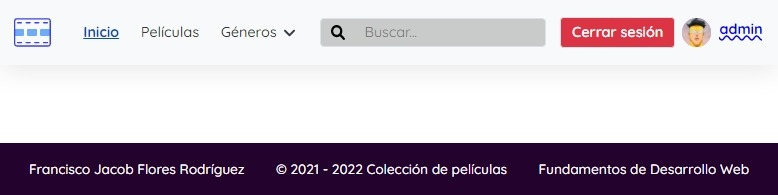 Inicio Películas Géneros Buscar... Cerrar sesión admin
Francisco Jacob Flores Rodríguez © 2021 - 2022 Colección de películas Fundamentos de Desarrollo Web